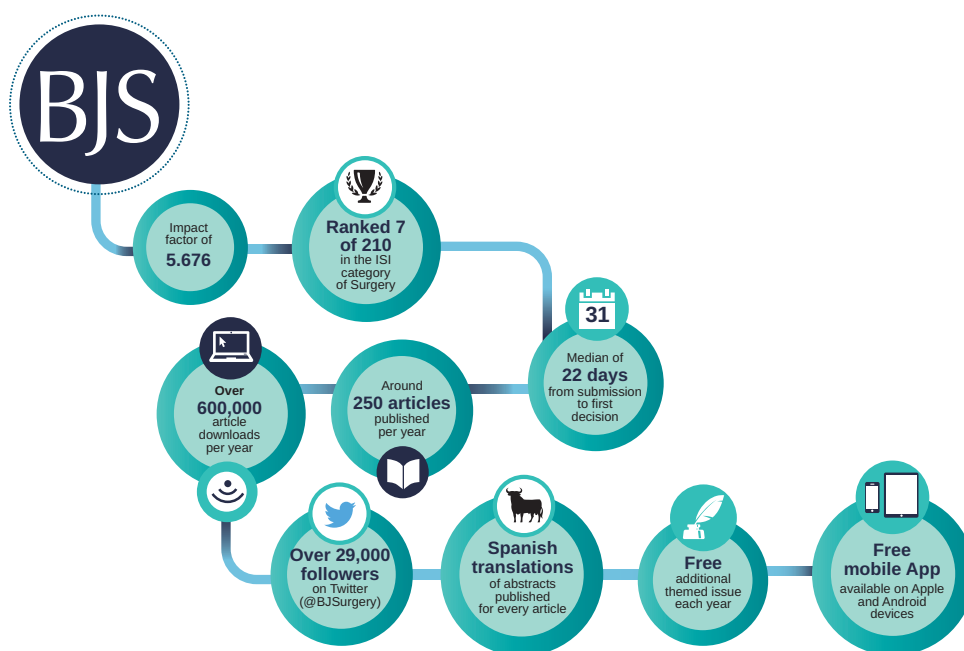 BJS
Impact
factor of
5.676
Ranked 7
of 210
in the ISI
category
of Surgery
31
Median of
22 days
from submission
to first
decision
Around
250 articles
published
per year
Over
600,000
article
downloads
per year
Over 29,000
followers
on Twitter
(@BJSurgery)
Spanish
translations
of abstracts
published
for every article
Free
additional
themed issue
each year
Free
mobile App
available on Apple
and Android
devices